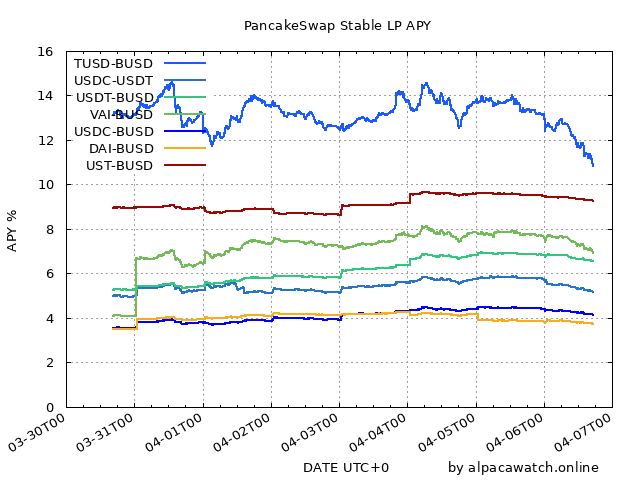 PancakeSwap Stable LP APY
APY %
16
14
12
10
8
6
4
2
0
TUSD-BUSD
USDC-USDT
USDT-BUSD
VAI-BUSD
USDC-BUSD
DAI-BUSD
UST-BUSD
03-30T00
03-31T00
04-01T00
04-02T00
04-03T00
04-04T00
04-05T00
04-06T00
04-07T00
DATE UTC+0
by alpacawatch.online